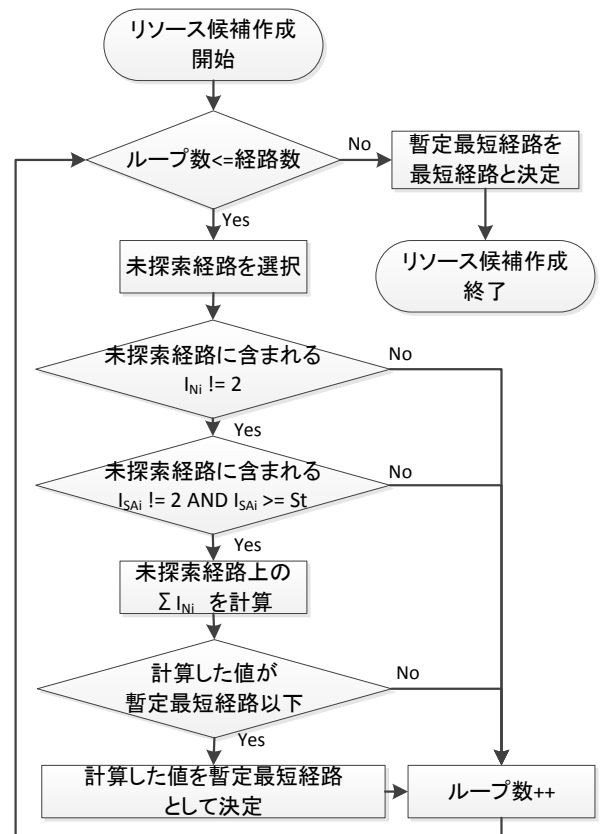 リソース候補作成
開始
ループ数<=経路数
No
暫定最短経路を
最短経路と決定
Yes
未探索経路を選択
リソース候補作成
終了
未探索経路に含まれる
I_Ni != 2
No
Yes
未探索経路に含まれる
I_SAi != 2 AND I_SAi >= St
No
Yes
未探索経路上の
Σ I_Ni を計算
計算した値が
暫定最短経路以下
No
Yes
計算した値を暫定最短経路
として決定
ループ数++